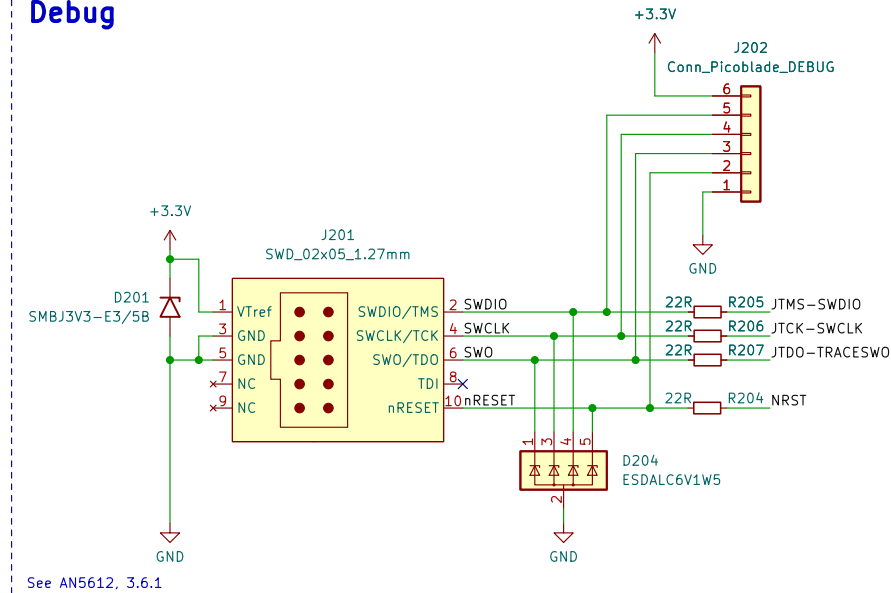 Debug
+3.3V
J202
Conn_Picoblade_DEBUG
6
5
4
3
2
1
GND
+3.3V
J201
SWD_02x05_1.27mm
D201
SMBJ3V3-E3/5B
1 VTref
3 GND
5 GND
7 NC
9 NC
SWDIO/TMS 2 SWDIO
SWCLK/TCK 4 SWCLK
SWO/TDO 6 SWO
TDI 8
nRESET 10 nRESET
22R R205 JTMS-SWDIO
22R R206 JTCK-SWCLK
22R R207 JTDO-TRACESWO
22R R204 NRST
1 3 4 5
D204
ESDALC6V1W5
2
GND
GND
See AN5612, 3.6.1